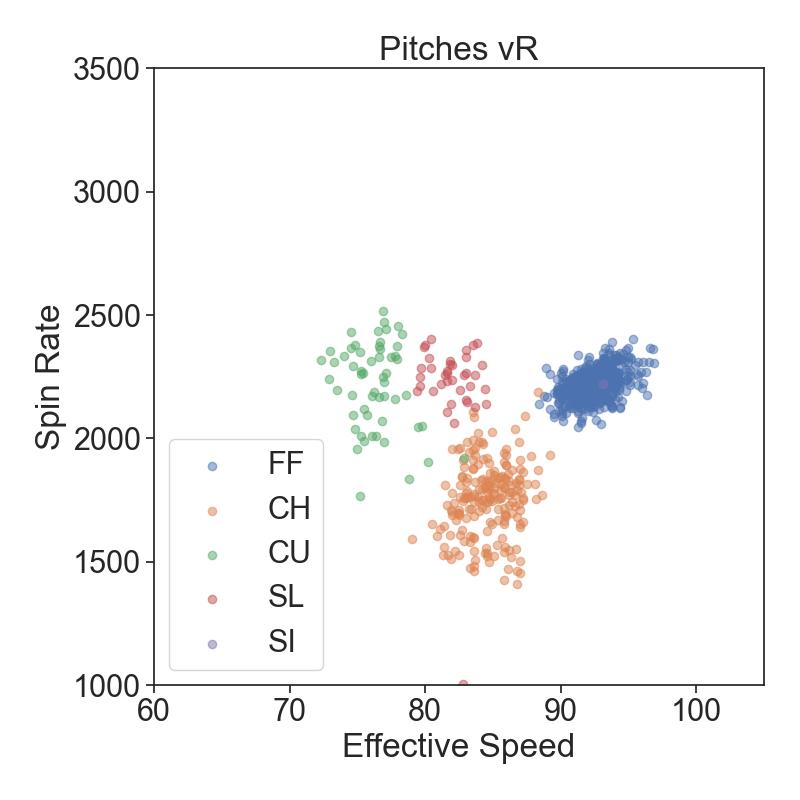 Pitches vR
3500
3000
2500
2000
1500
1000
Spin Rate
FF
CH
CU
SL
SI
60 70 80 90 100
Effective Speed